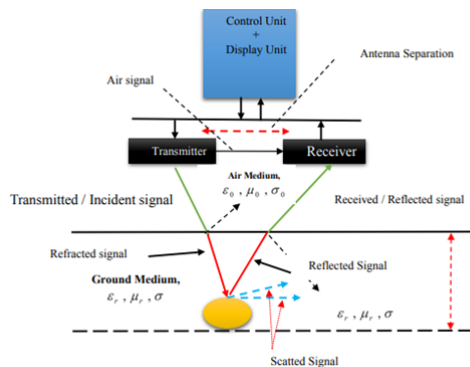 Control Unit
+
Display Unit
Antenna Separation
Air signal
Transmitter
Receiver
Air Medium,
ε₀ , μ₀ , σ₀
Transmitted / Incident signal
Received / Reflected signal
Refracted signal
Reflected Signal
Ground Medium,
εᵣ , μᵣ , σ
εᵣ , μᵣ , σ
Scatted Signal